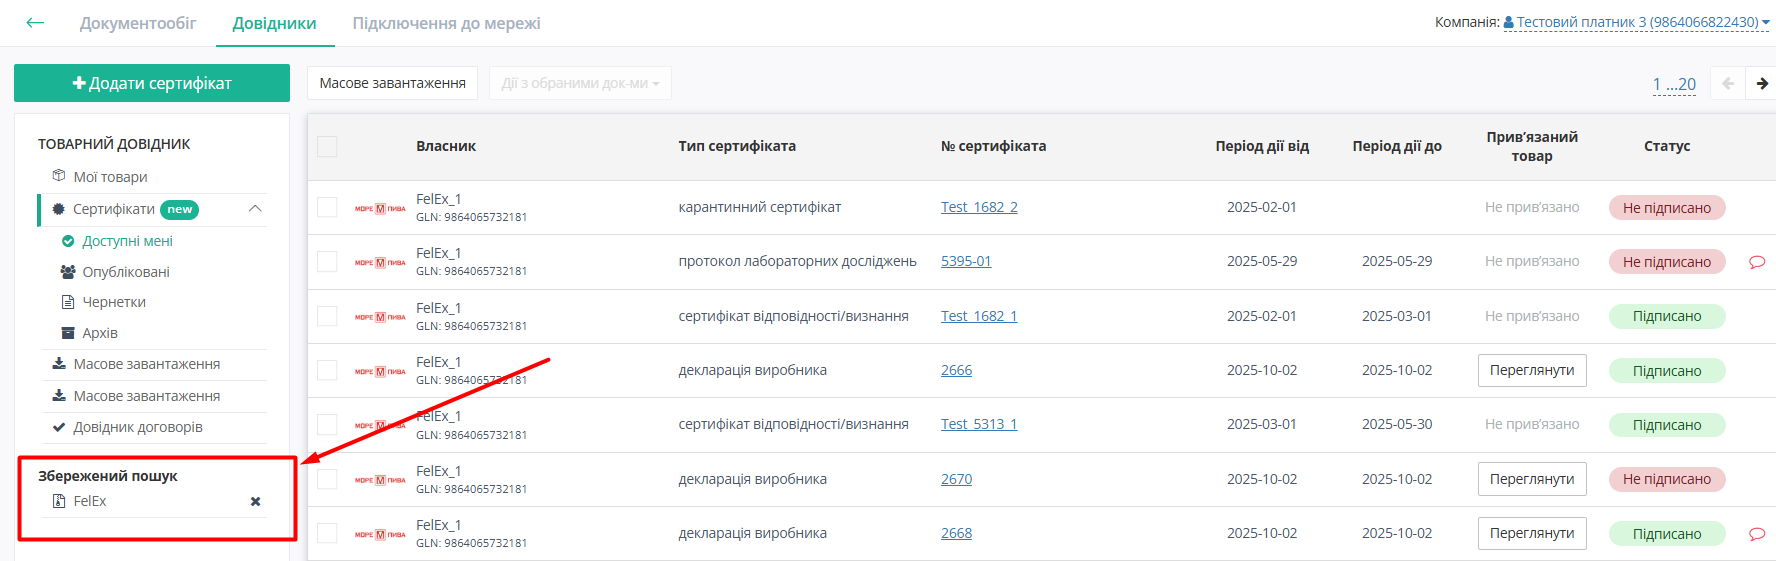 Документообіг Довідники Підключення до мережі Компанія: Тестовий платник 3 (9864066822430)
Додати сертифікат
Масове завантаження Дії з обраними док-ми 1 ...20
ТОВАРНИЙ ДОВІДНИК
Мої товари
Сертифікати new
Доступні мені
Опубліковані
Чернетки
Архів
Масове завантаження
Масове завантаження
Довідник договорів
Збережений пошук
FelEx
Власник Тип сертифіката № сертифіката Період дії від Період дії до Прив’язаний товар Статус
МОРЕ М ПИВА FelEx_1 карантинний сертифікат Test_1682_2 2025-02-01 Не прив’язано Не підписано
GLN: 9864065732181
МОРЕ М ПИВА FelEx_1 протокол лабораторних досліджень 5395-01 2025-05-29 2025-05-29 Не прив’язано Не підписано
GLN: 9864065732181
МОРЕ М ПИВА FelEx_1 сертифікат відповідності/визнання Test_1682_1 2025-02-01 2025-03-01 Не прив’язано Підписано
GLN: 9864065732181
МОРЕ М ПИВА FelEx_1 декларація виробника 2666 2025-10-02 2025-10-02 Переглянути Підписано
GLN: 9864065732181
МОРЕ М ПИВА FelEx_1 сертифікат відповідності/визнання Test_5313_1 2025-03-01 2025-05-30 Не прив’язано Підписано
GLN: 9864065732181
МОРЕ М ПИВА FelEx_1 декларація виробника 2670 2025-10-02 2025-10-02 Переглянути Не підписано
GLN: 9864065732181
МОРЕ М ПИВА FelEx_1 декларація виробника 2668 2025-10-02 2025-10-02 Переглянути Підписано
GLN: 9864065732181